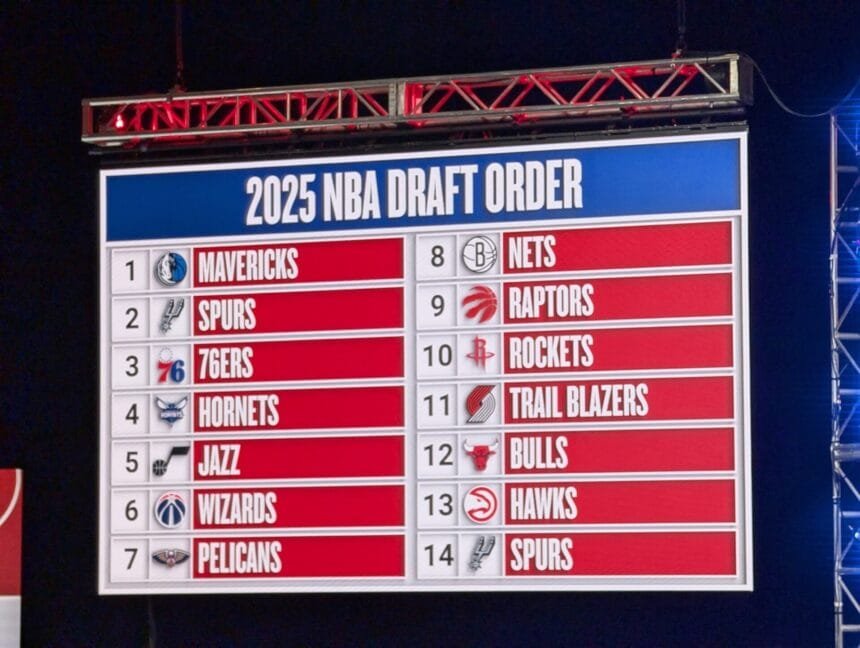 2025 NBA DRAFT ORDER
1 MAVERICKS
2 SPURS
3 76 76ERS
4 HORNETS
5 JAZZ
6 WIZARDS
7 PELICANS
8 B NETS
9 RAPTORS
10 R ROCKETS
11 TRAIL BLAZERS
12 BULLS
13 HAWKS
14 SPURS